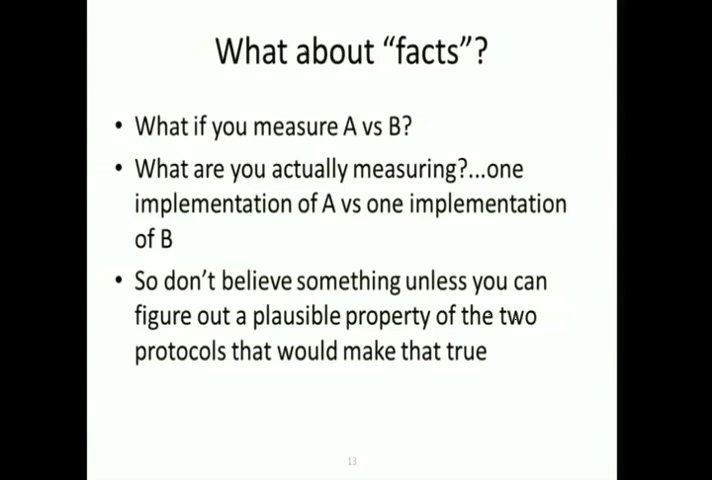 What about “facts”?
• What if you measure A vs B?
• What are you actually measuring?...one
implementation of A vs one implementation
of B
• So don’t believe something unless you can
figure out a plausible property of the two
protocols that would make that true
13